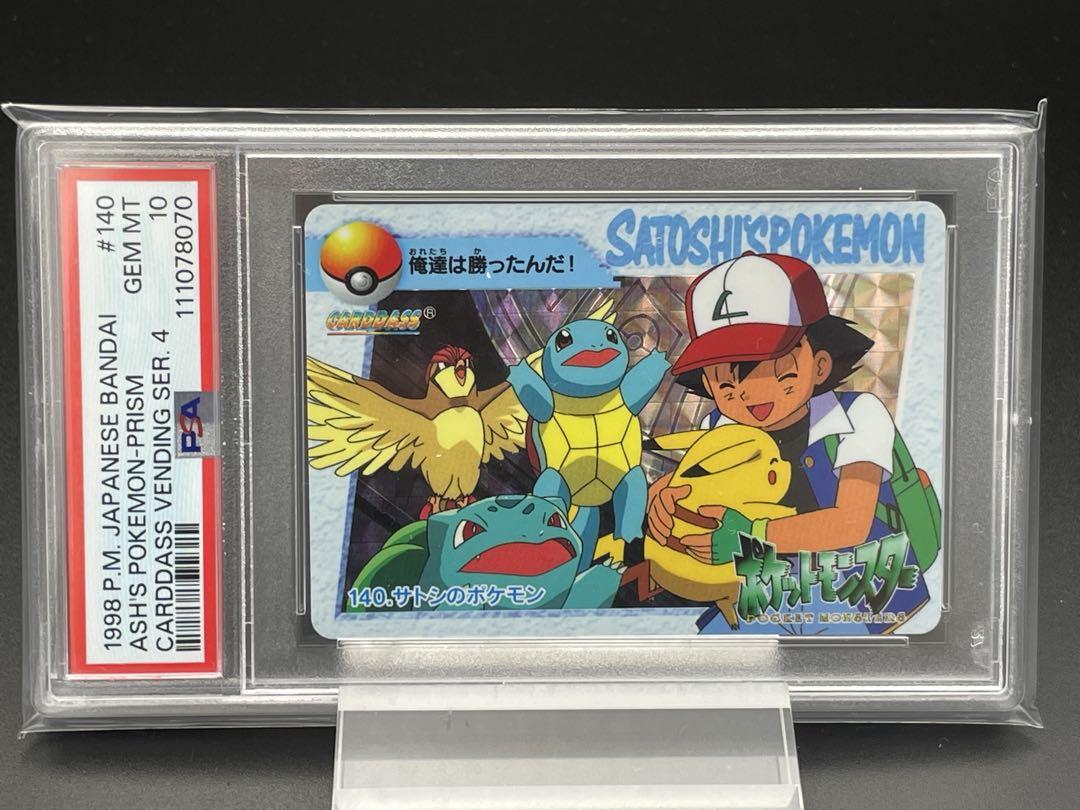 1998 P.M. JAPANESE BANDAI #140
ASH'S POKEMON-PRISM GEM MT
CARDDASS VENDING SER. 4 10
111078070
PSA
SATOSHI'S POKEMON
おれたち か
俺達は勝ったんだ!
CARDDASS®
140.サトシのポケモン
ポケットモンスター
POCKET MONSTERS